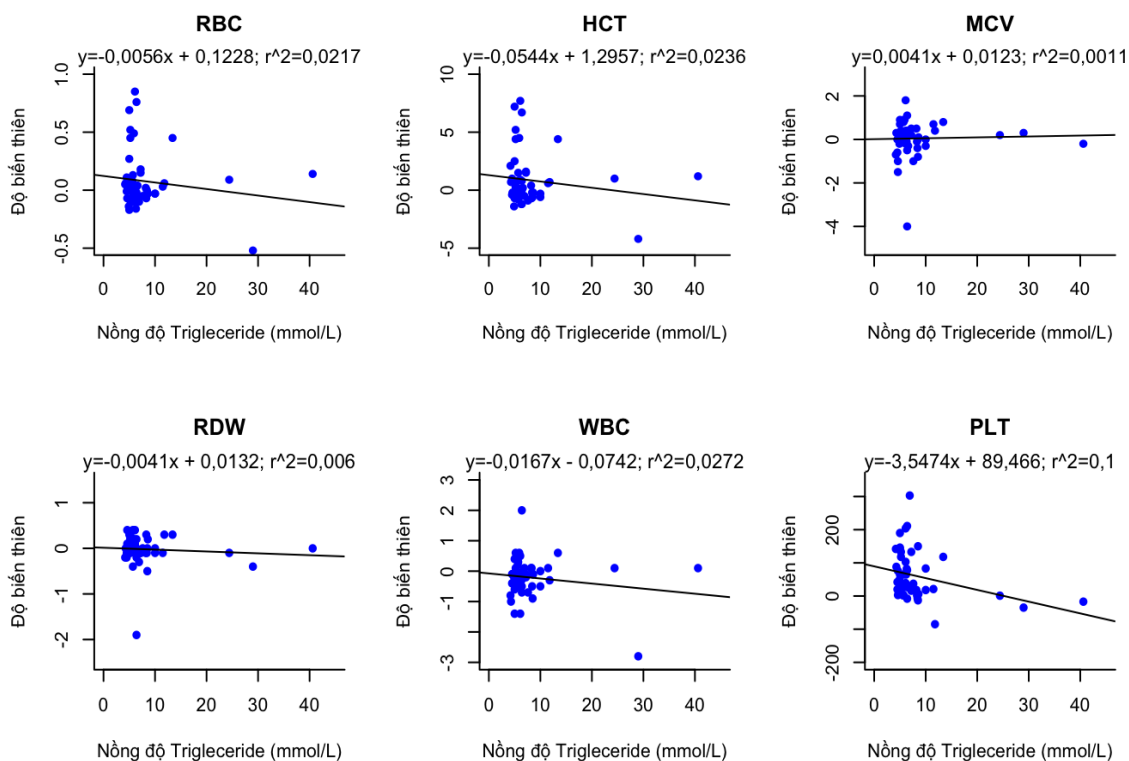 RBC
y=-0,0056x + 0,1228; r^2=0,0217
Độ biến thiên
1.0
0.5
0.0
-0.5
0 10 20 30 40
Nồng độ Trigleceride (mmol/L)
HCT
y=-0,0544x + 1,2957; r^2=0,0236
Độ biến thiên
10
5
0
-5
0 10 20 30 40
Nồng độ Trigleceride (mmol/L)
MCV
y=0,0041x + 0,0123; r^2=0,0011
Độ biến thiên
2
0
-2
-4
0 10 20 30 40
Nồng độ Trigleceride (mmol/L)
RDW
y=-0,0041x + 0,0132; r^2=0,006
Độ biến thiên
1
0
-1
-2
0 10 20 30 40
Nồng độ Trigleceride (mmol/L)
WBC
y=-0,0167x - 0,0742; r^2=0,0272
Độ biến thiên
3
2
1
0
-1
-3
0 10 20 30 40
Nồng độ Trigleceride (mmol/L)
PLT
y=-3,5474x + 89,466; r^2=0,1
Độ biến thiên
200
0
-200
0 10 20 30 40
Nồng độ Trigleceride (mmol/L)